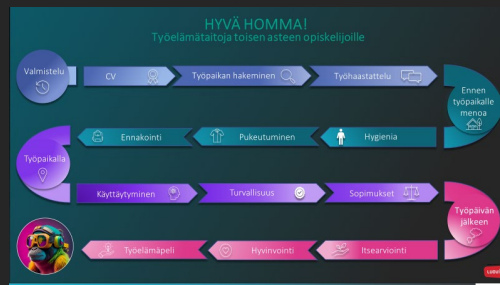 HYVÄ HOMMA!
Työelämätaitoja toisen asteen opiskelijoille
Valmistelu
CV
Työpaikan hakeminen
Työhaastattelu
Ennen
työpaikalle
menoa
Hygienia
Pukeutuminen
Ennakointi
Työpaikalla
Käyttäytyminen
Turvallisuus
Sopimukset
Työpäivän
jälkeen
Itsearviointi
Hyvinvointi
Työelämäpeli